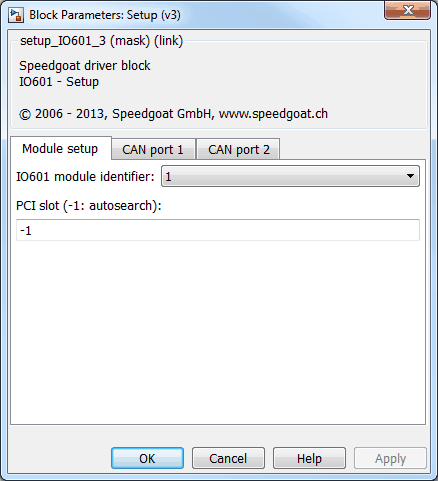 Block Parameters: Setup (v3)
setup_IO601_3 (mask) (link)
Speedgoat driver block
IO601 - Setup
© 2006 - 2013, Speedgoat GmbH, www.speedgoat.ch
Module setup CAN port 1 CAN port 2
IO601 module identifier: 1
PCI slot (-1: autosearch):
-1
OK Cancel Help Apply